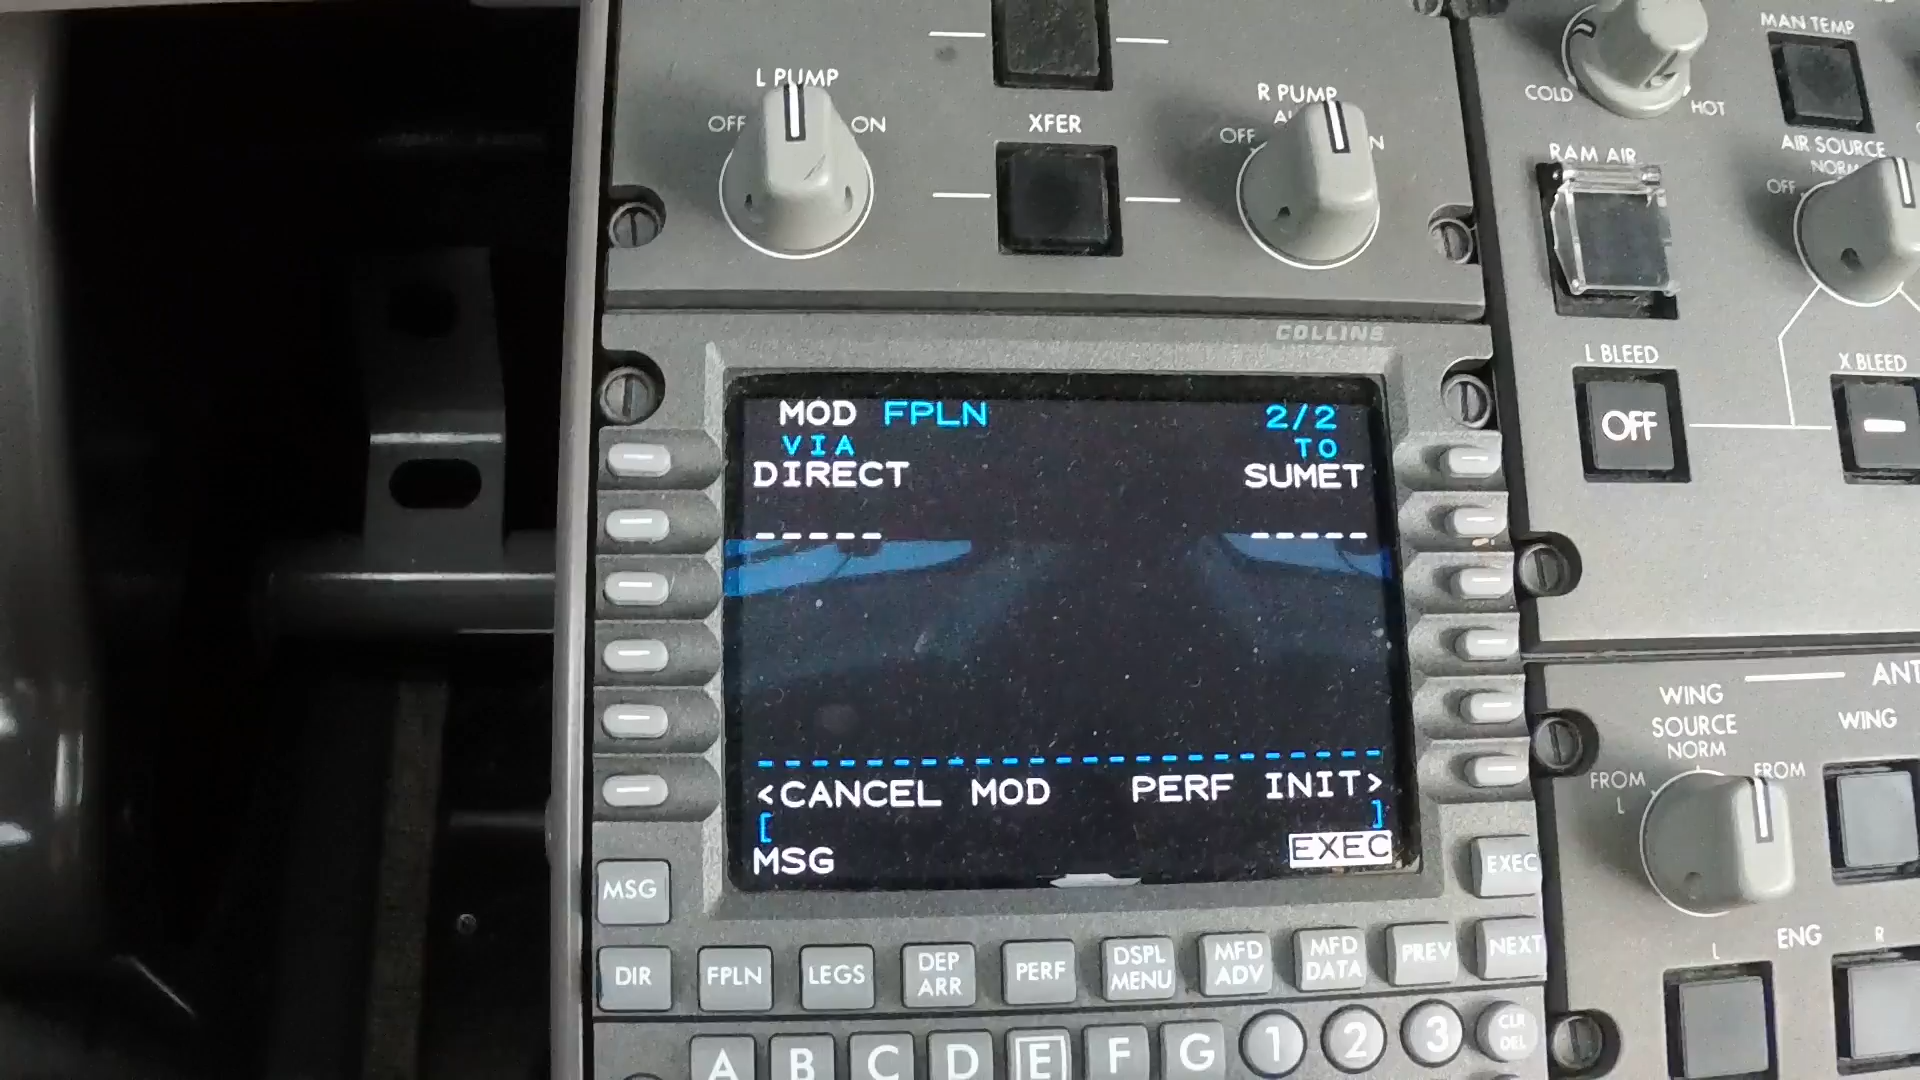 L PUMP
OFF
ON
XFER
R PUMP
OFF
MAN TEMP
COLD
HOT
RAM AIR
AIR SOURCE
NORM
OFF
L BLEED
X BLEED
OFF
COLLINS
MOD FPLN 2/2
VIA TO
DIRECT SUMET
----- -----
<CANCEL MOD PERF INIT>
[ ]
MSG EXEC
MSG
EXEC
DIR
FPLN
LEGS
DEP
ARR
PERF
DSPL
MENU
MFD
ADV
MFD
DATA
PREV
NEXT
A B C D E F G 1 2 3
CLR
DEL
WING
SOURCE
NORM
FROM
L
FROM
WING
L
ENG
R